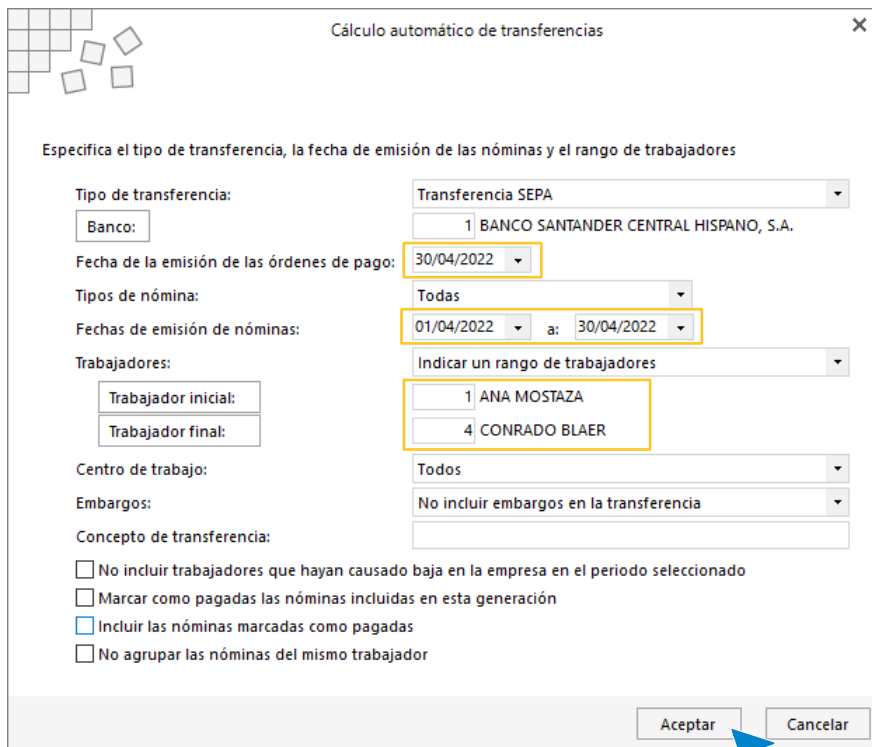 Cálculo automático de transferencias
Especifica el tipo de transferencia, la fecha de emisión de las nóminas y el rango de trabajadores
Tipo de transferencia: Transferencia SEPA
Banco: 1 BANCO SANTANDER CENTRAL HISPANO, S.A.
Fecha de la emisión de las órdenes de pago: 30/04/2022
Tipos de nómina: Todas
Fechas de emisión de nóminas: 01/04/2022 a: 30/04/2022
Trabajadores: Indicar un rango de trabajadores
Trabajador inicial: 1 ANA MOSTAZA
Trabajador final: 4 CONRADO BLAER
Centro de trabajo: Todos
Embargos: No incluir embargos en la transferencia
Concepto de transferencia:
No incluir trabajadores que hayan causado baja en la empresa en el periodo seleccionado
Marcar como pagadas las nóminas incluidas en esta generación
Incluir las nóminas marcadas como pagadas
No agrupar las nóminas del mismo trabajador
Aceptar Cancelar